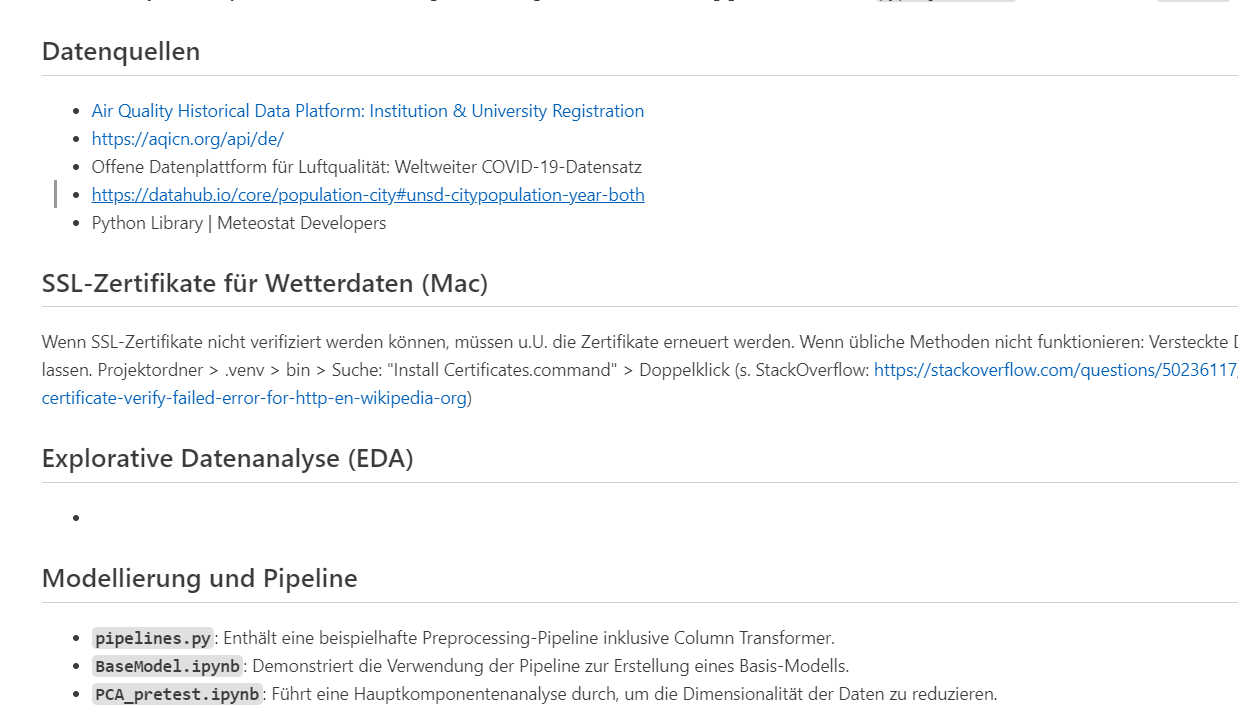 Datenquellen
Air Quality Historical Data Platform: Institution & University Registration
https://aqicn.org/api/de/
Offene Datenplattform für Luftqualität: Weltweiter COVID-19-Datensatz
https://datahub.io/core/population-city#unsd-citypopulation-year-both
Python Library | Meteostat Developers
SSL-Zertifikate für Wetterdaten (Mac)
Wenn SSL-Zertifikate nicht verifiziert werden können, müssen u.U. die Zertifikate erneuert werden. Wenn übliche Methoden nicht funktionieren: Versteckte
lassen. Projektordner > .venv > bin > Suche: "Install Certificates.command" > Doppelklick (s. StackOverflow: https://stackoverflow.com/questions/50236117/
certificate-verify-failed-error-for-http-en-wikipedia-org)
Explorative Datenanalyse (EDA)
Modellierung und Pipeline
pipelines.py: Enthält eine beispielhafte Preprocessing-Pipeline inklusive Column Transformer.
BaseModel.ipynb: Demonstriert die Verwendung der Pipeline zur Erstellung eines Basis-Modells.
PCA_pretest.ipynb: Führt eine Hauptkomponentenanalyse durch, um die Dimensionalität der Daten zu reduzieren.